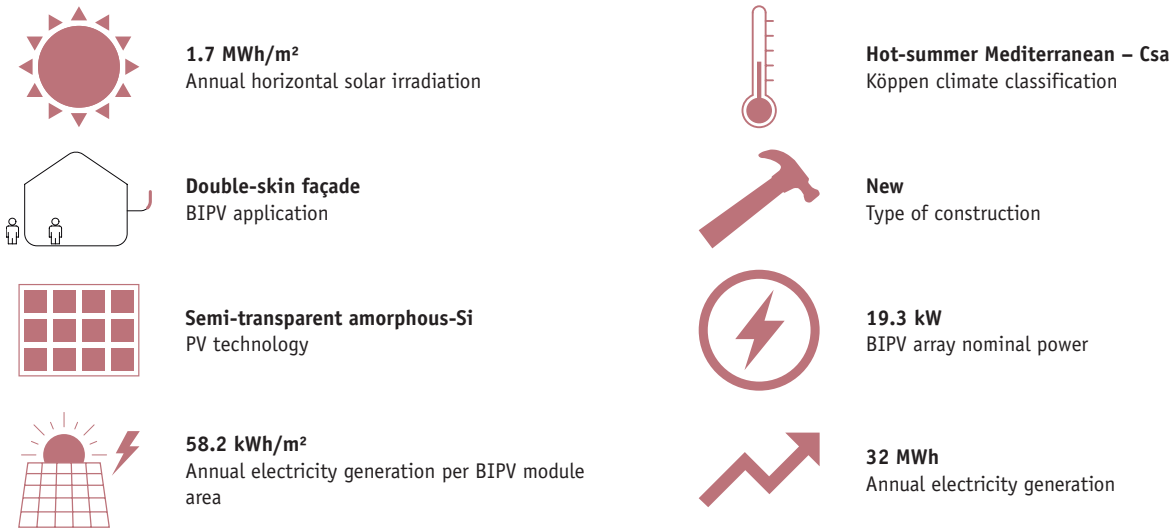 1.7 MWh/m²
Annual horizontal solar irradiation
Hot-summer Mediterranean – Csa
Köppen climate classification
Double-skin façade
BIPV application
New
Type of construction
Semi-transparent amorphous-Si
PV technology
19.3 kW
BIPV array nominal power
58.2 kWh/m²
Annual electricity generation per BIPV module
area
32 MWh
Annual electricity generation